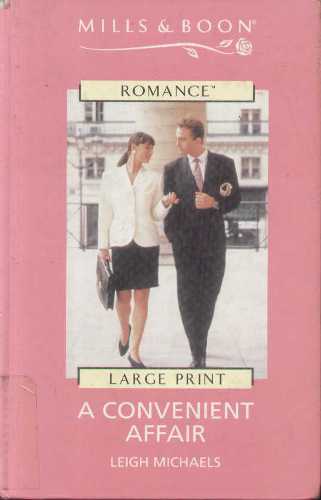 MILLS & BOON®
ROMANCE™
LARGE PRINT
A CONVENIENT
AFFAIR
LEIGH MICHAELS